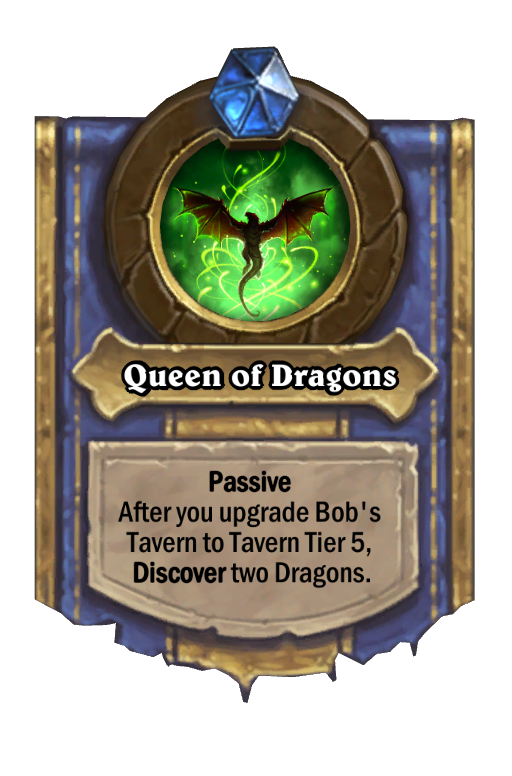 Queen of Dragons
Passive
After you upgrade Bob's
Tavern to Tavern Tier 5,
Discover two Dragons.